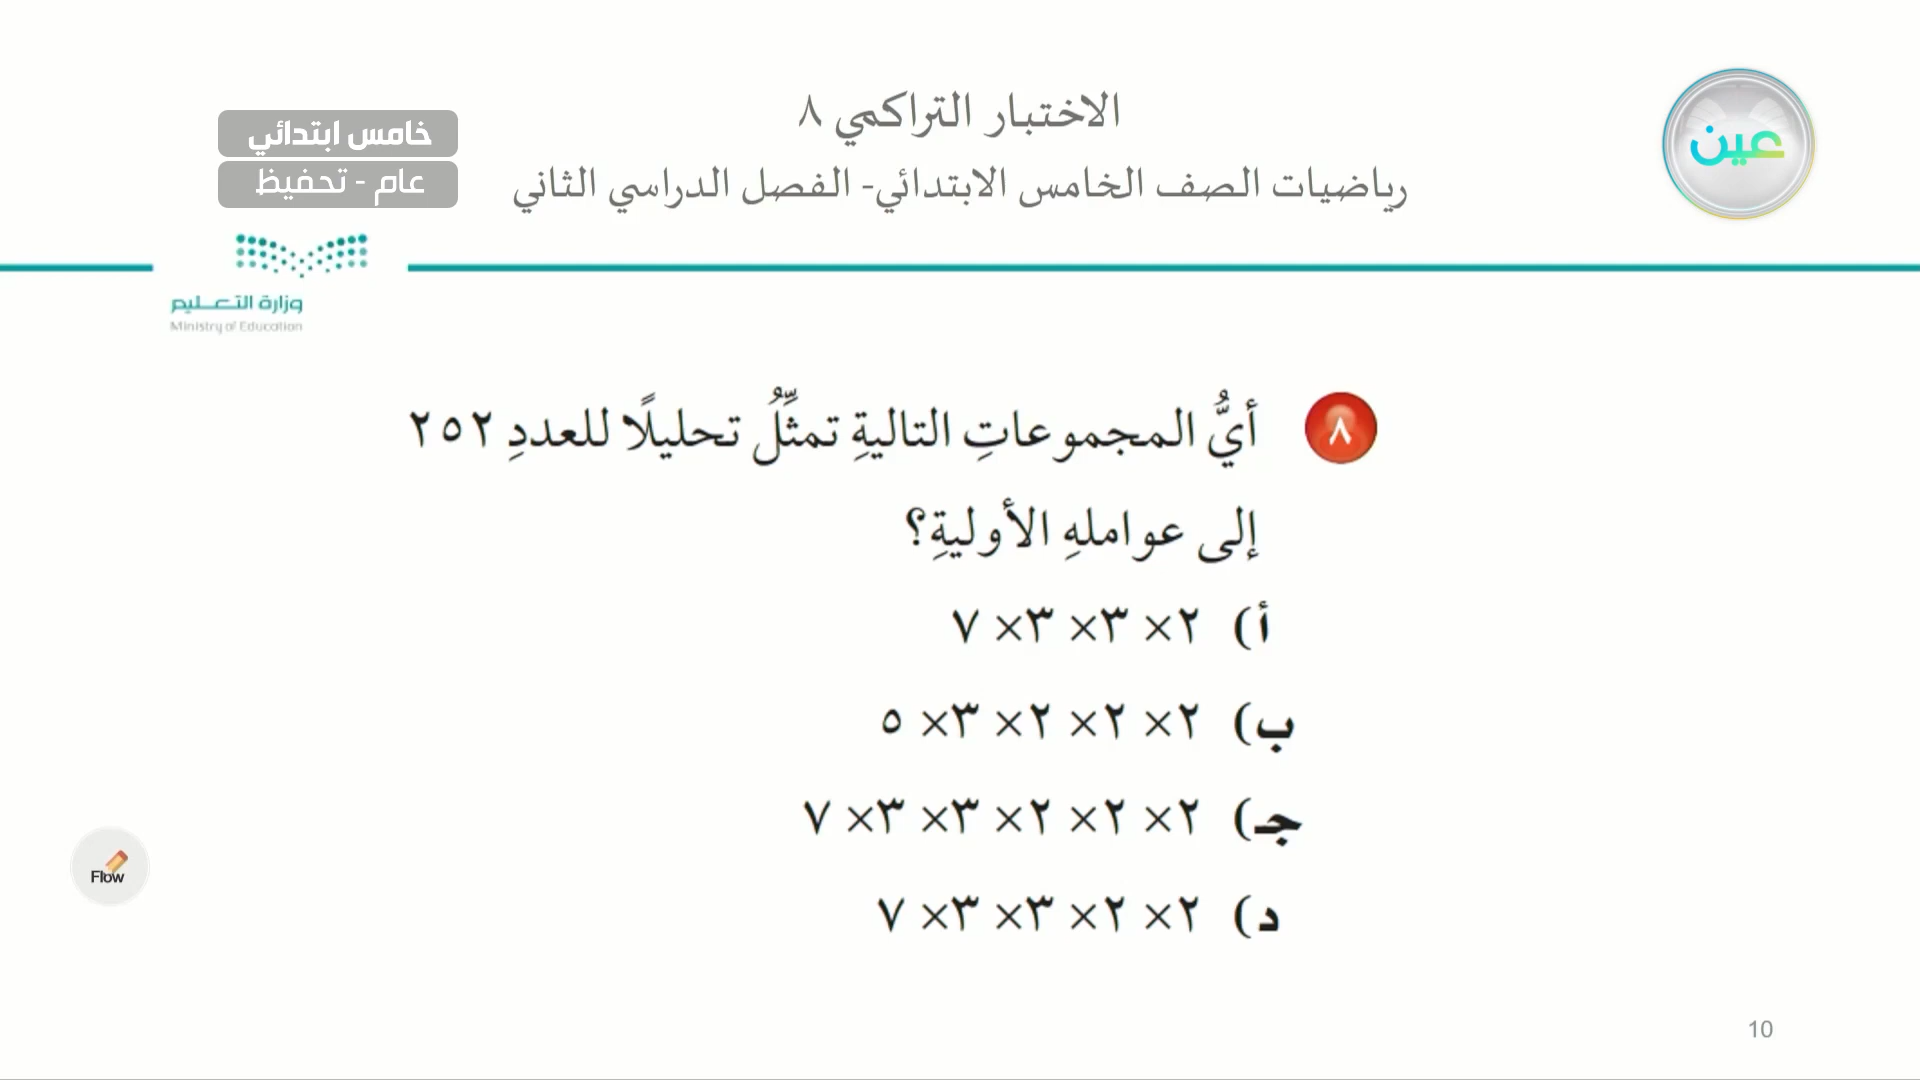 الاختبار التراكمي ٨
رياضيات الصف الخامس الابتدائي- الفصل الدراسي الثاني
عين
خامس ابتدائي
عام - تحفيظ
وزارة التعليم
Ministry of Education
٨ أيُّ المجموعاتِ التاليةِ تمثِّلُ تحليلًا للعددِ ٢٥٢
إلى عواملهِ الأوليةِ؟
أ) ٢× ٣× ٣× ٧
ب) ٢× ٢× ٢× ٣× ٥
جـ) ٢× ٢× ٢× ٣× ٣× ٧
د) ٢× ٢× ٣× ٣× ٧
Flow
10